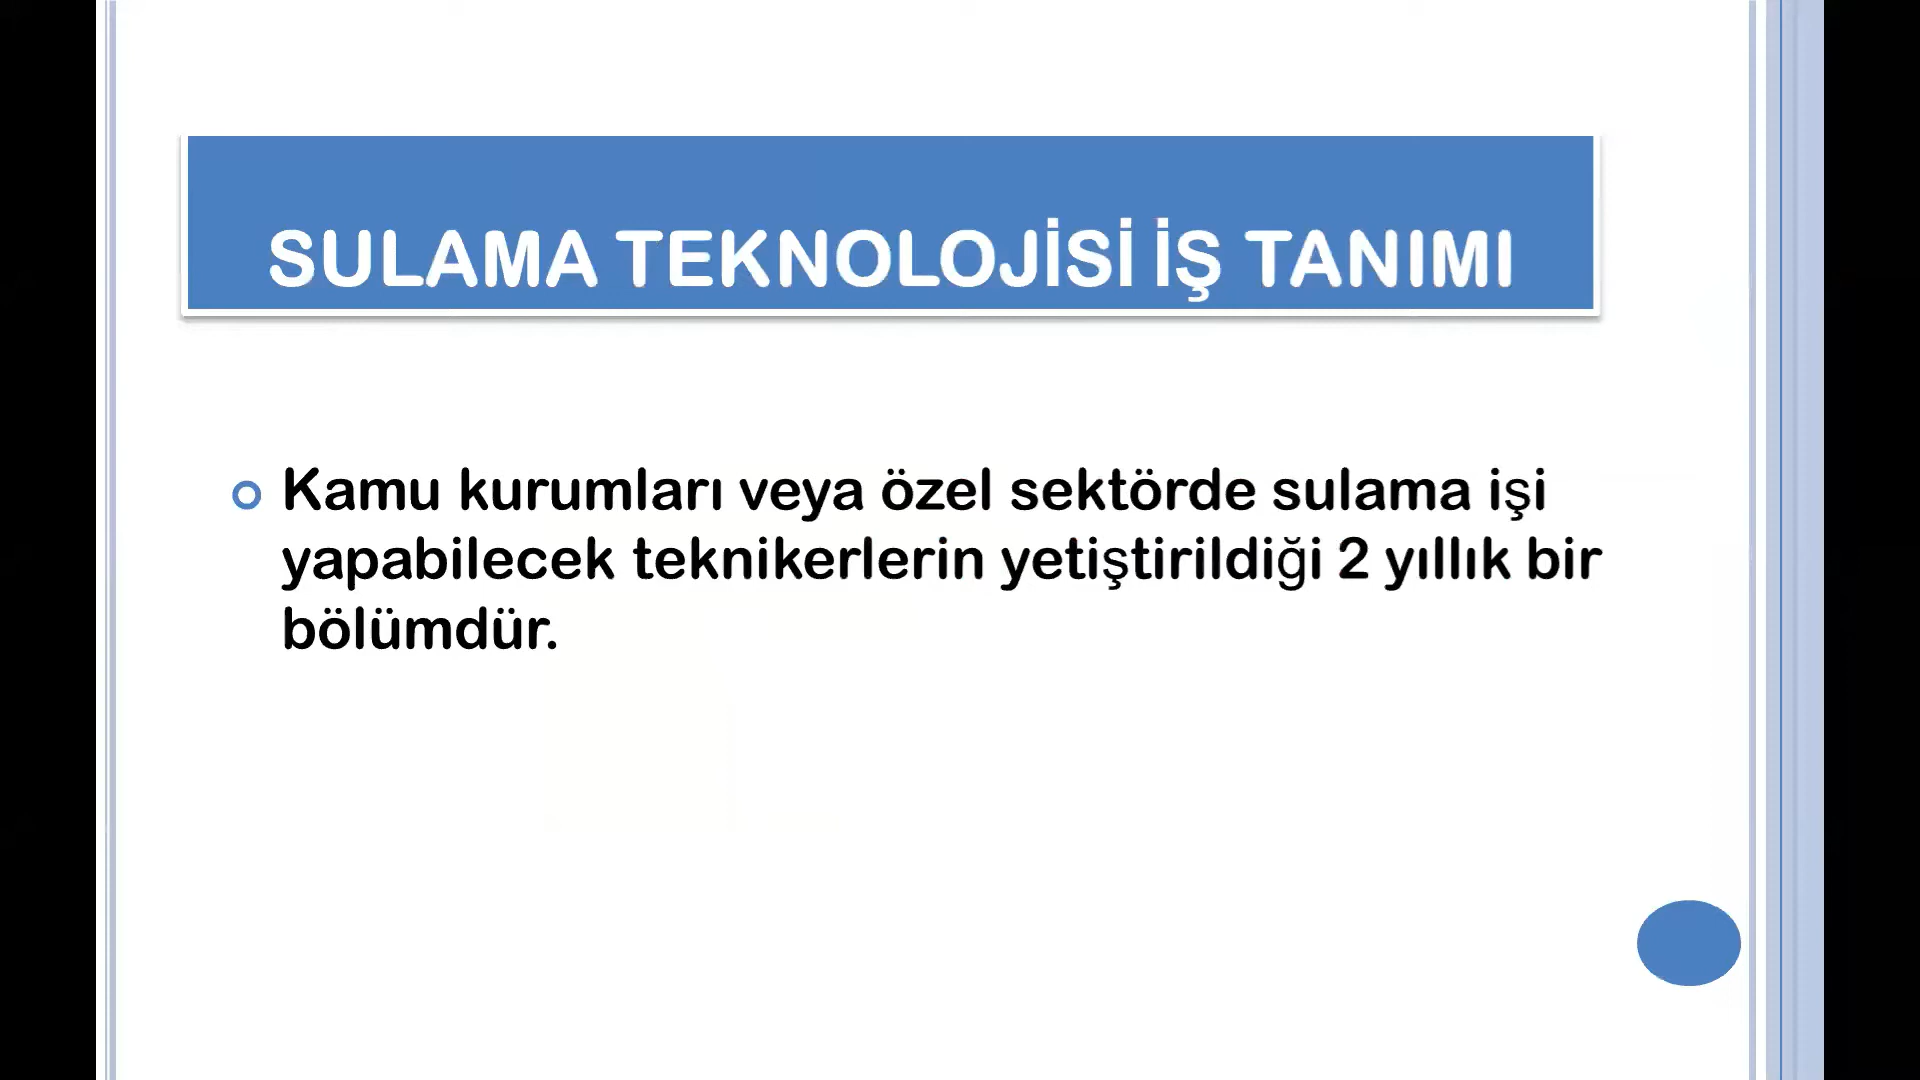 SULAMA TEKNOLOJİSİ İŞ TANIMI
Kamu kurumları veya özel sektörde sulama işi
yapabilecek teknikerlerin yetiştirildiği 2 yıllık bir
bölümdür.